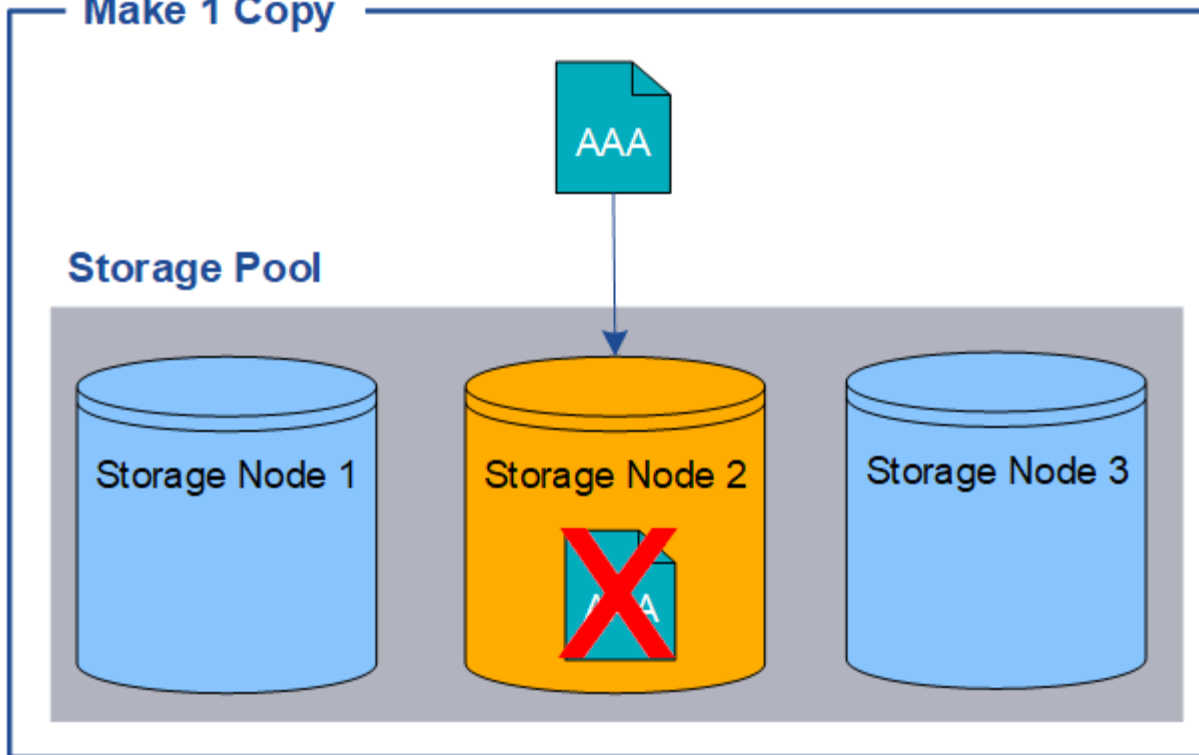 Make 1 Copy
AAA
Storage Pool
Storage Node 1
Storage Node 2
Storage Node 3